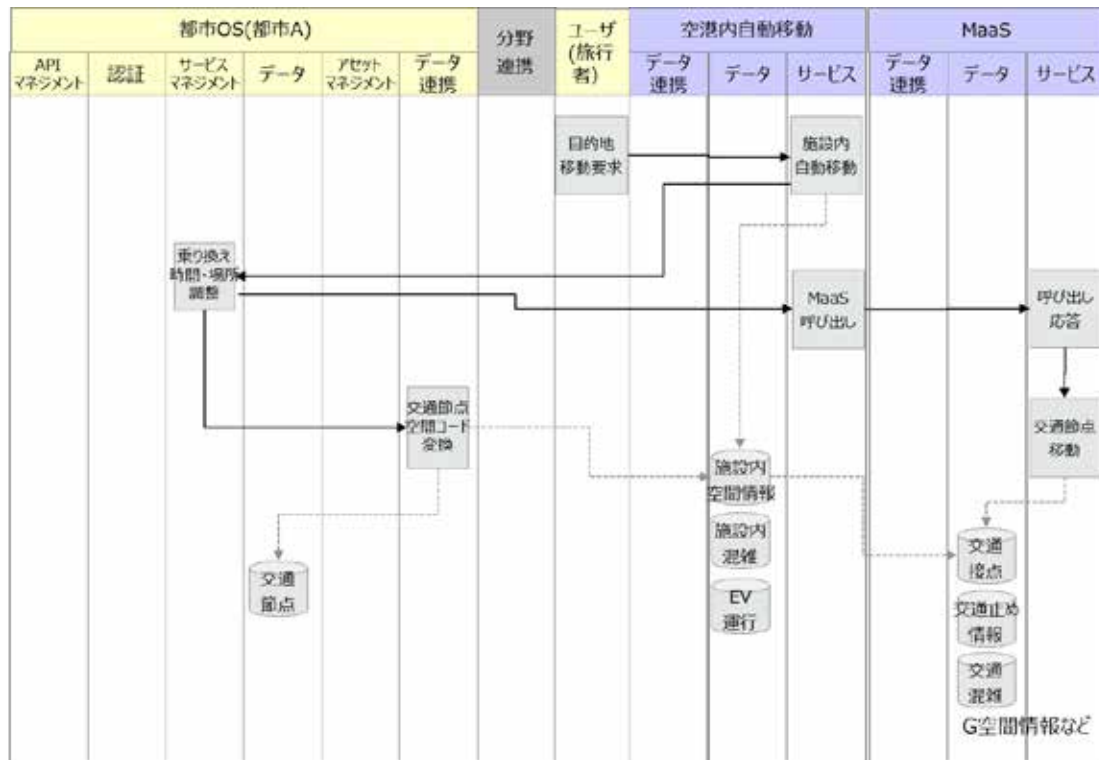 都市OS(都市A)
分野
連携
ユーザ
(旅行
者)
空港内自動移動
MaaS
API
マネジメント
認証
サービス
マネジメント
データ
アセット
マネジメント
データ
連携
データ
連携
データ
サービス
データ
連携
データ
サービス
目的地
移動要求
施設内
自動移動
乗り換え
時間・場所
調整
MaaS
呼び出し
呼び出し
応答
交通節点
空間コード
変換
交通節点
移動
施設内
空間情報
施設内
混雑
EV
運行
交通
節点
交通
接点
交通止め
情報
交通
混雑
G空間情報など